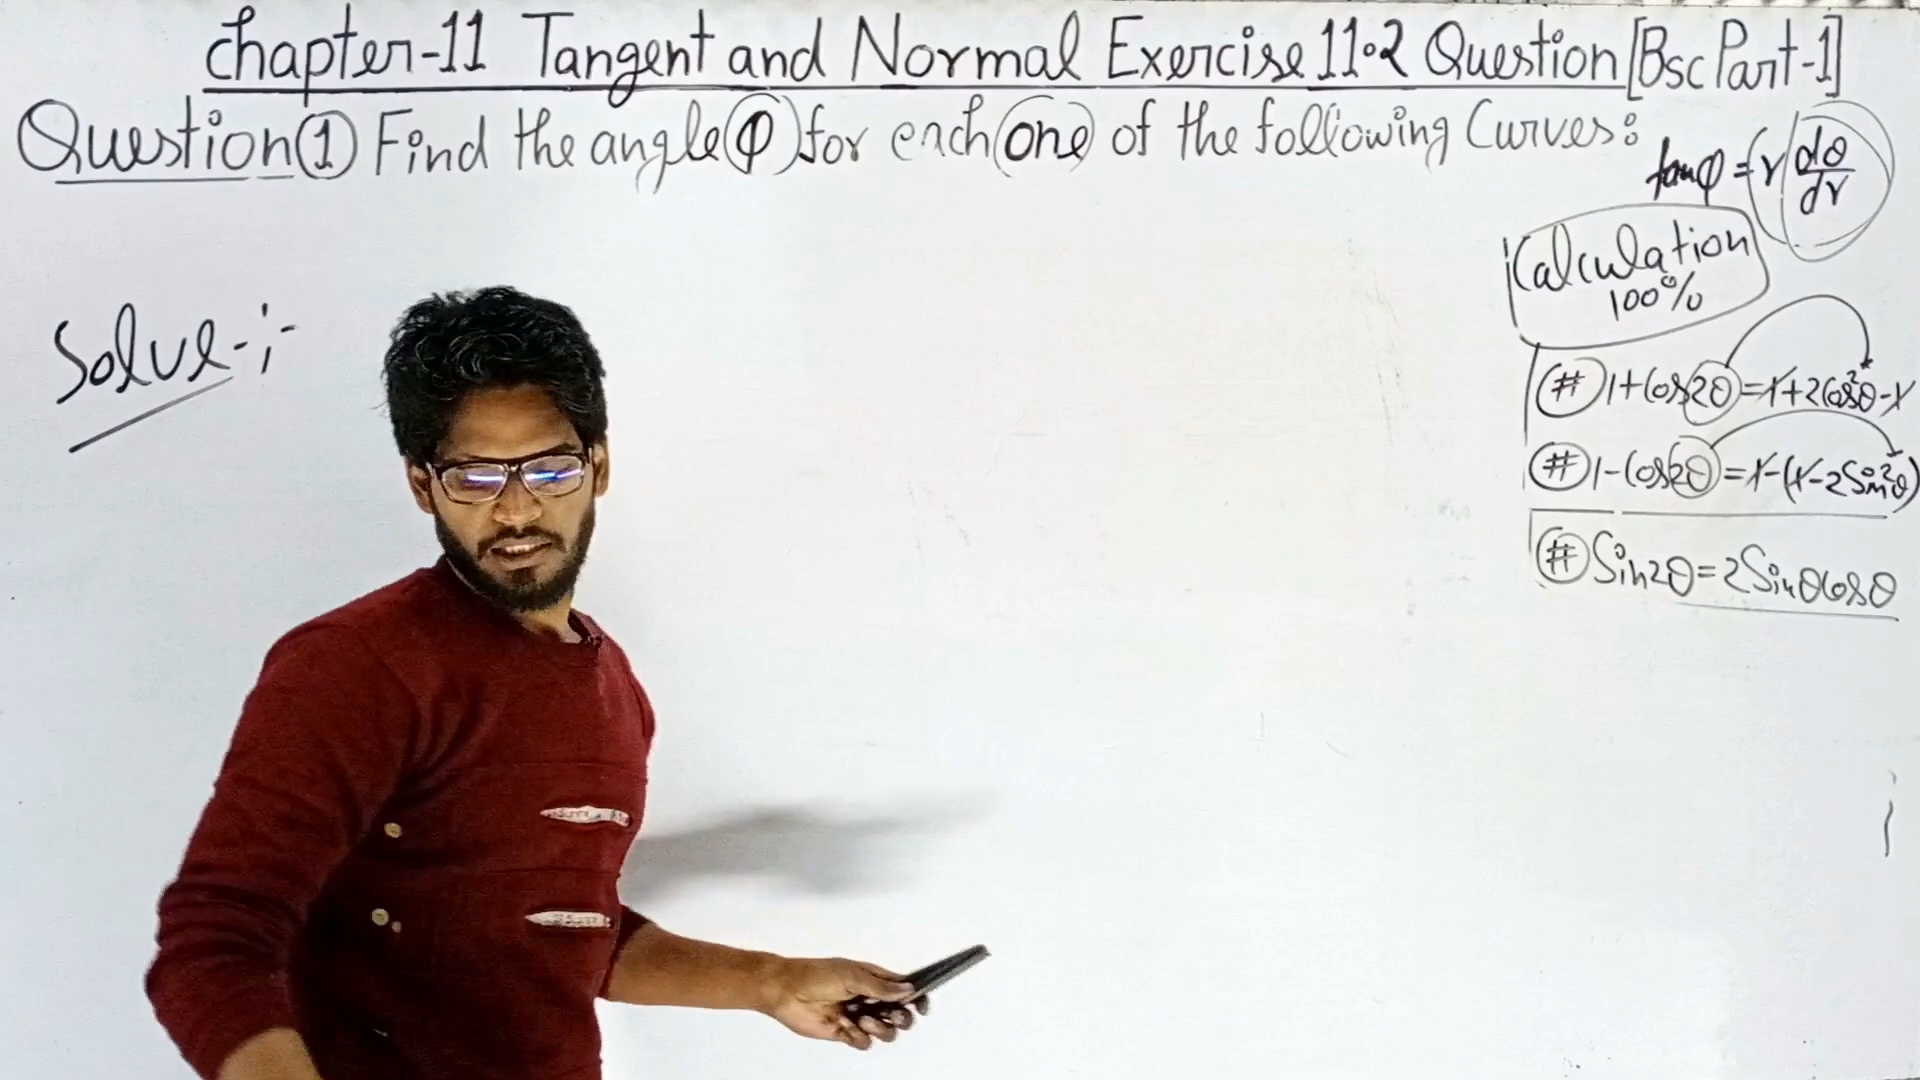 Chapter-11 Tangent and Normal Exercise 11.2 Question [Bsc Part-1]
Question ① Find the angle φ for each one of the following Curves:
tanφ = r dθ/dr
Calculation
100%
Solve-:-
# 1+Cos2θ = 1+2Cos²θ-1
# 1-Cos2θ = 1-(1-2Sin²θ)
# Sin2θ = 2SinθCosθ